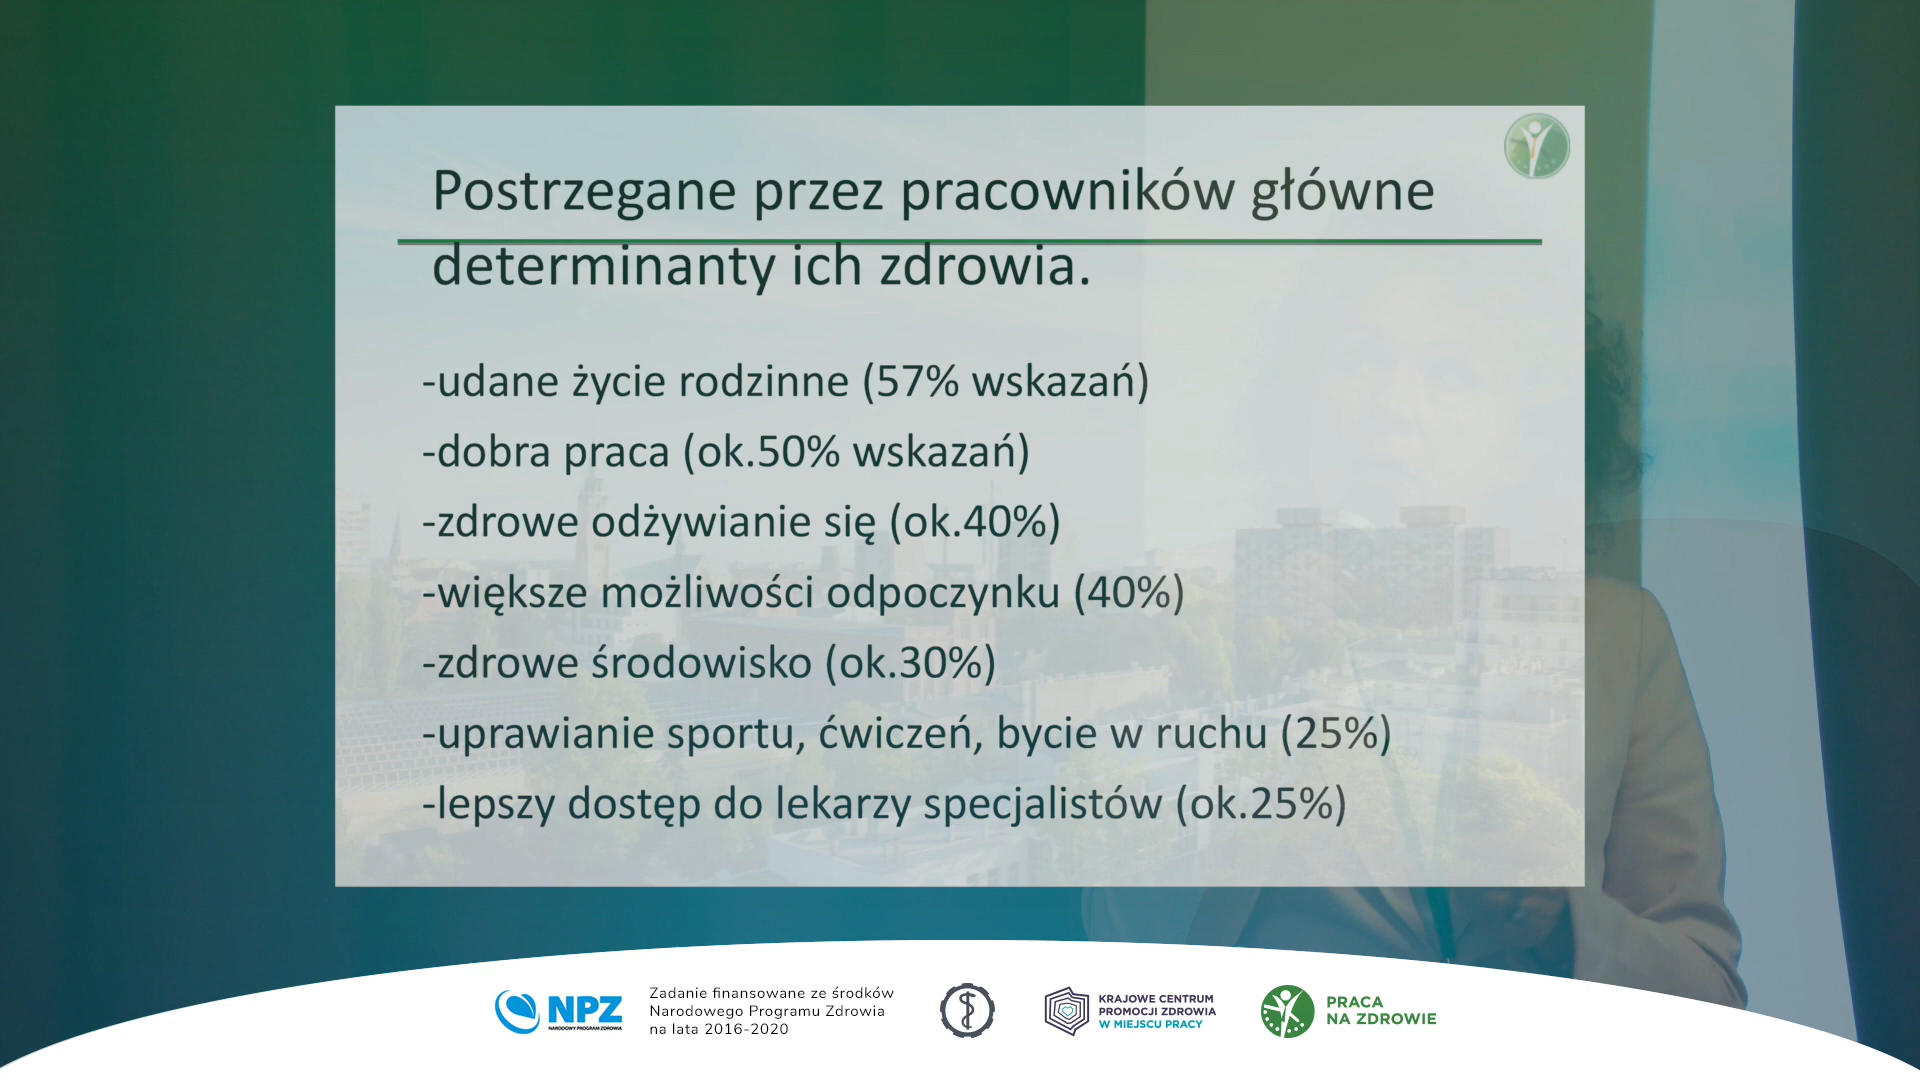 Postrzegane przez pracowników główne
determinanty ich zdrowia.
-udane życie rodzinne (57% wskazań)
-dobra praca (ok.50% wskazań)
-zdrowe odżywianie się (ok.40%)
-większe możliwości odpoczynku (40%)
-zdrowe środowisko (ok.30%)
-uprawianie sportu, ćwiczeń, bycie w ruchu (25%)
-lepszy dostęp do lekarzy specjalistów (ok.25%)
NPZ
NARODOWY PROGRAM ZDROWIA
Zadanie finansowane ze środków
Narodowego Programu Zdrowia
na lata 2016-2020
KRAJOWE CENTRUM
PROMOCJI ZDROWIA
W MIEJSCU PRACY
PRACA
NA ZDROWIE